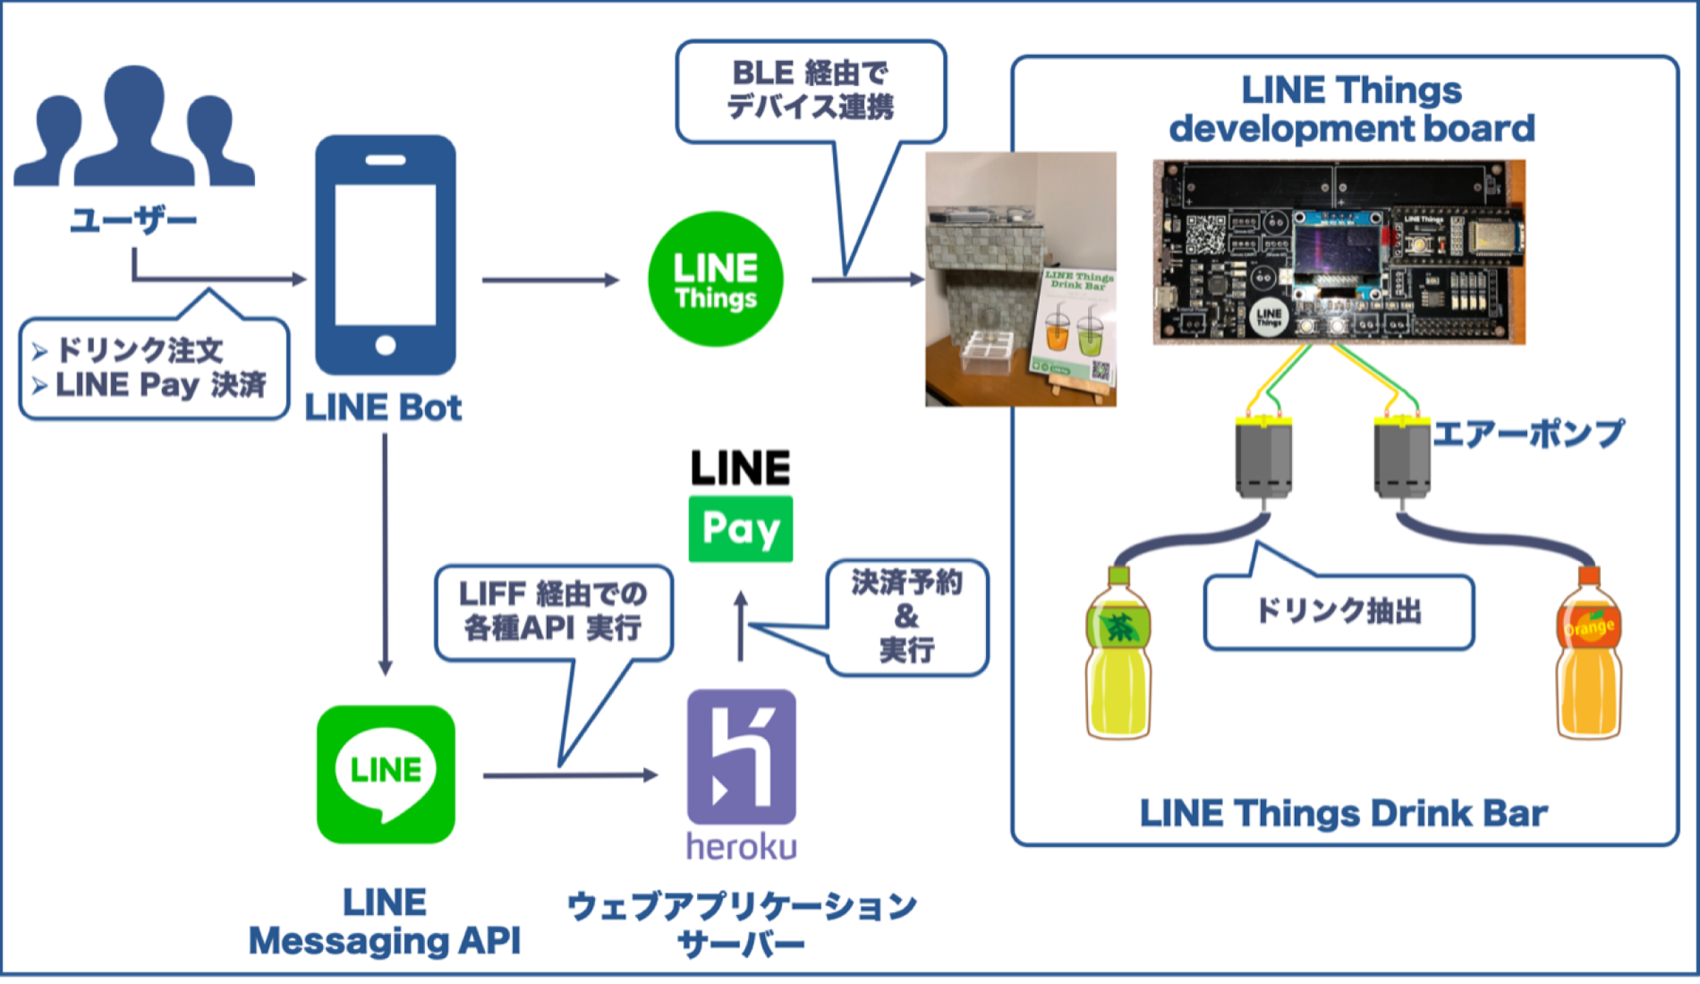 ユーザー
ドリンク注文
LINE Pay 決済
LINE Bot
BLE 経由で
デバイス連携
LINE
Things
LINE Things
Drink Bar
LINE Things
development board
LINE Things
LINE
Things
エアーポンプ
ドリンク抽出
茶
Orange
LINE Things Drink Bar
LINE
Pay
LIFF 経由での
各種API 実行
決済予約
&
実行
LINE
LINE
Messaging API
heroku
ウェブアプリケーション
サーバー